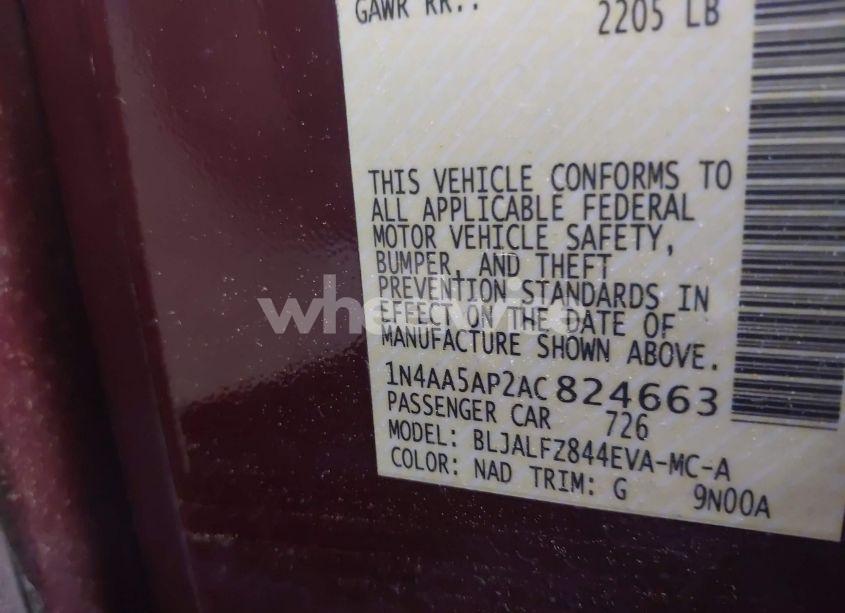 GAWR RR.:
2205 LB
THIS VEHICLE CONFORMS TO
ALL APPLICABLE FEDERAL
MOTOR VEHICLE SAFETY,
BUMPER, AND THEFT
PREVENTION STANDARDS IN
EFFECT ON THE DATE OF
MANUFACTURE SHOWN ABOVE.
1N4AA5AP2AC824663
PASSENGER CAR 726
MODEL: BLJALFZ844EVA-MC-A
COLOR: NAD TRIM: G 9N00A